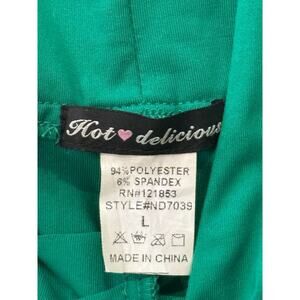 Hot♥delicious
94%POLYESTER
6% SPANDEX
RN#121853
STYLE#ND7039
L
MADE IN CHINA